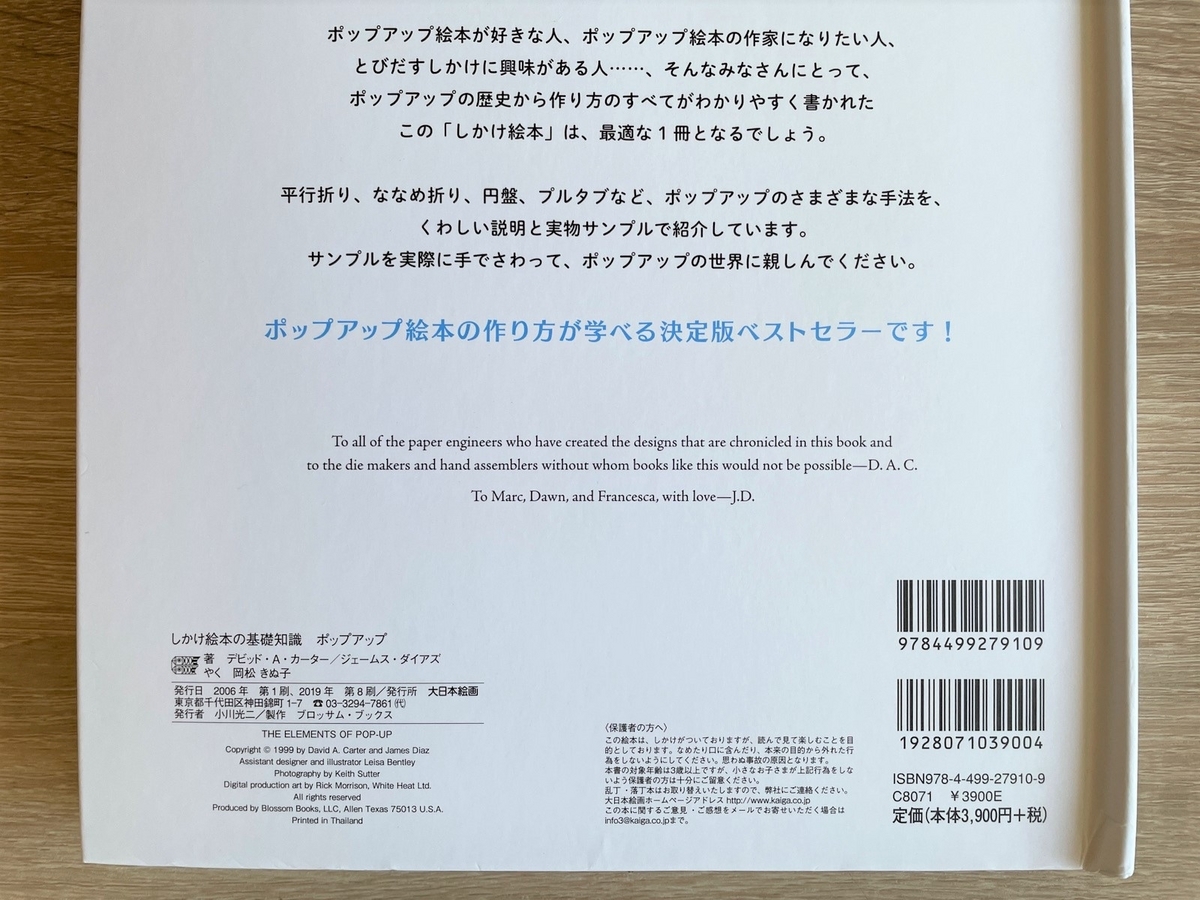 ポップアップ絵本が好きな人、ポップアップ絵本の作家になりたい人、
とびだすしかけに興味がある人……、そんなみなさんにとって、
ポップアップの歴史から作り方のすべてがわかりやすく書かれた
この「しかけ絵本」は、最適な1冊となるでしょう。
平行折り、ななめ折り、円盤、プルタブなど、ポップアップのさまざまな手法を、
くわしい説明と実物サンプルで紹介しています。
サンプルを実際に手でさわって、ポップアップの世界に親しんでください。
ポップアップ絵本の作り方が学べる決定版ベストセラーです！
To all of the paper engineers who have created the designs that are chronicled in this book and
to the die makers and hand assemblers without whom books like this would not be possible—D. A. C.
To Marc, Dawn, and Francesca, with love—J.D.
しかけ絵本の基礎知識 ポップアップ
著 デビッド・A・カーター／ジェームス・ダイアズ
やく 岡松 きぬ子
発行日 2006年 第1刷、2019年 第8刷／発行所 大日本絵画
東京都千代田区神田錦町1-7 ☎03-3294-7861㈹
発行者 小川光二／製作 ブロッサム・ブックス
THE ELEMENTS OF POP-UP
Copyright © 1999 by David A. Carter and James Diaz
Assistant designer and illustrator Leisa Bentley
Photography by Keith Sutter
Digital production art by Rick Morrison, White Heat Ltd.
All rights reserved
Produced by Blossom Books, LLC, Allen Texas 75013 U.S.A.
Printed in Thailand
〈保護者の方へ〉
この絵本は、しかけがついておりますが、読んで見て楽しむことを目
的としております。なめたり口に含んだり、本来の目的から外れた行
為をしないようにしてください。思わぬ事故の原因となります。
本書の対象年齢は3歳以上ですが、小さなお子さまが上記行為をしな
いよう保護者の方は十分にご留意ください。
乱丁・落丁本はお取り替えいたしますので、弊社にご連絡ください。
大日本絵画ホームページアドレス http://www.kaiga.co.jp
この本に関するご意見・ご感想をメールでお寄せいただく場合は
info3@kaiga.co.jpまで。
9784499279109
1928071039004
ISBN978-4-499-27910-9
C8071 ￥3900E
定価(本体3,900円＋税)